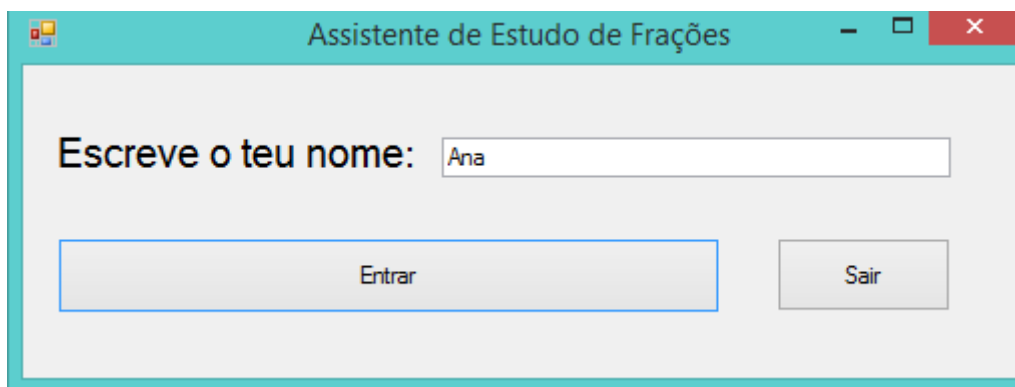 Assistente de Estudo de Frações
Escreve o teu nome: Ana
Entrar Sair